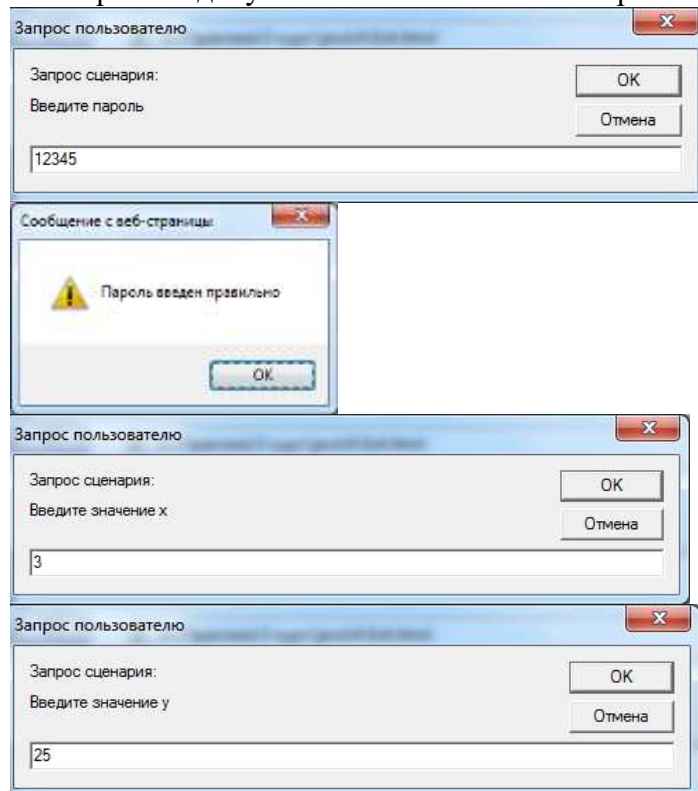 Запрос пользователю
Запрос сценария:
Введите пароль
OK
Отмена
12345
Сообщение с веб-страницы
Пароль введен правильно
OK
Запрос пользователю
Запрос сценария:
Введите значение x
OK
Отмена
3
Запрос пользователю
Запрос сценария:
Введите значение y
OK
Отмена
25